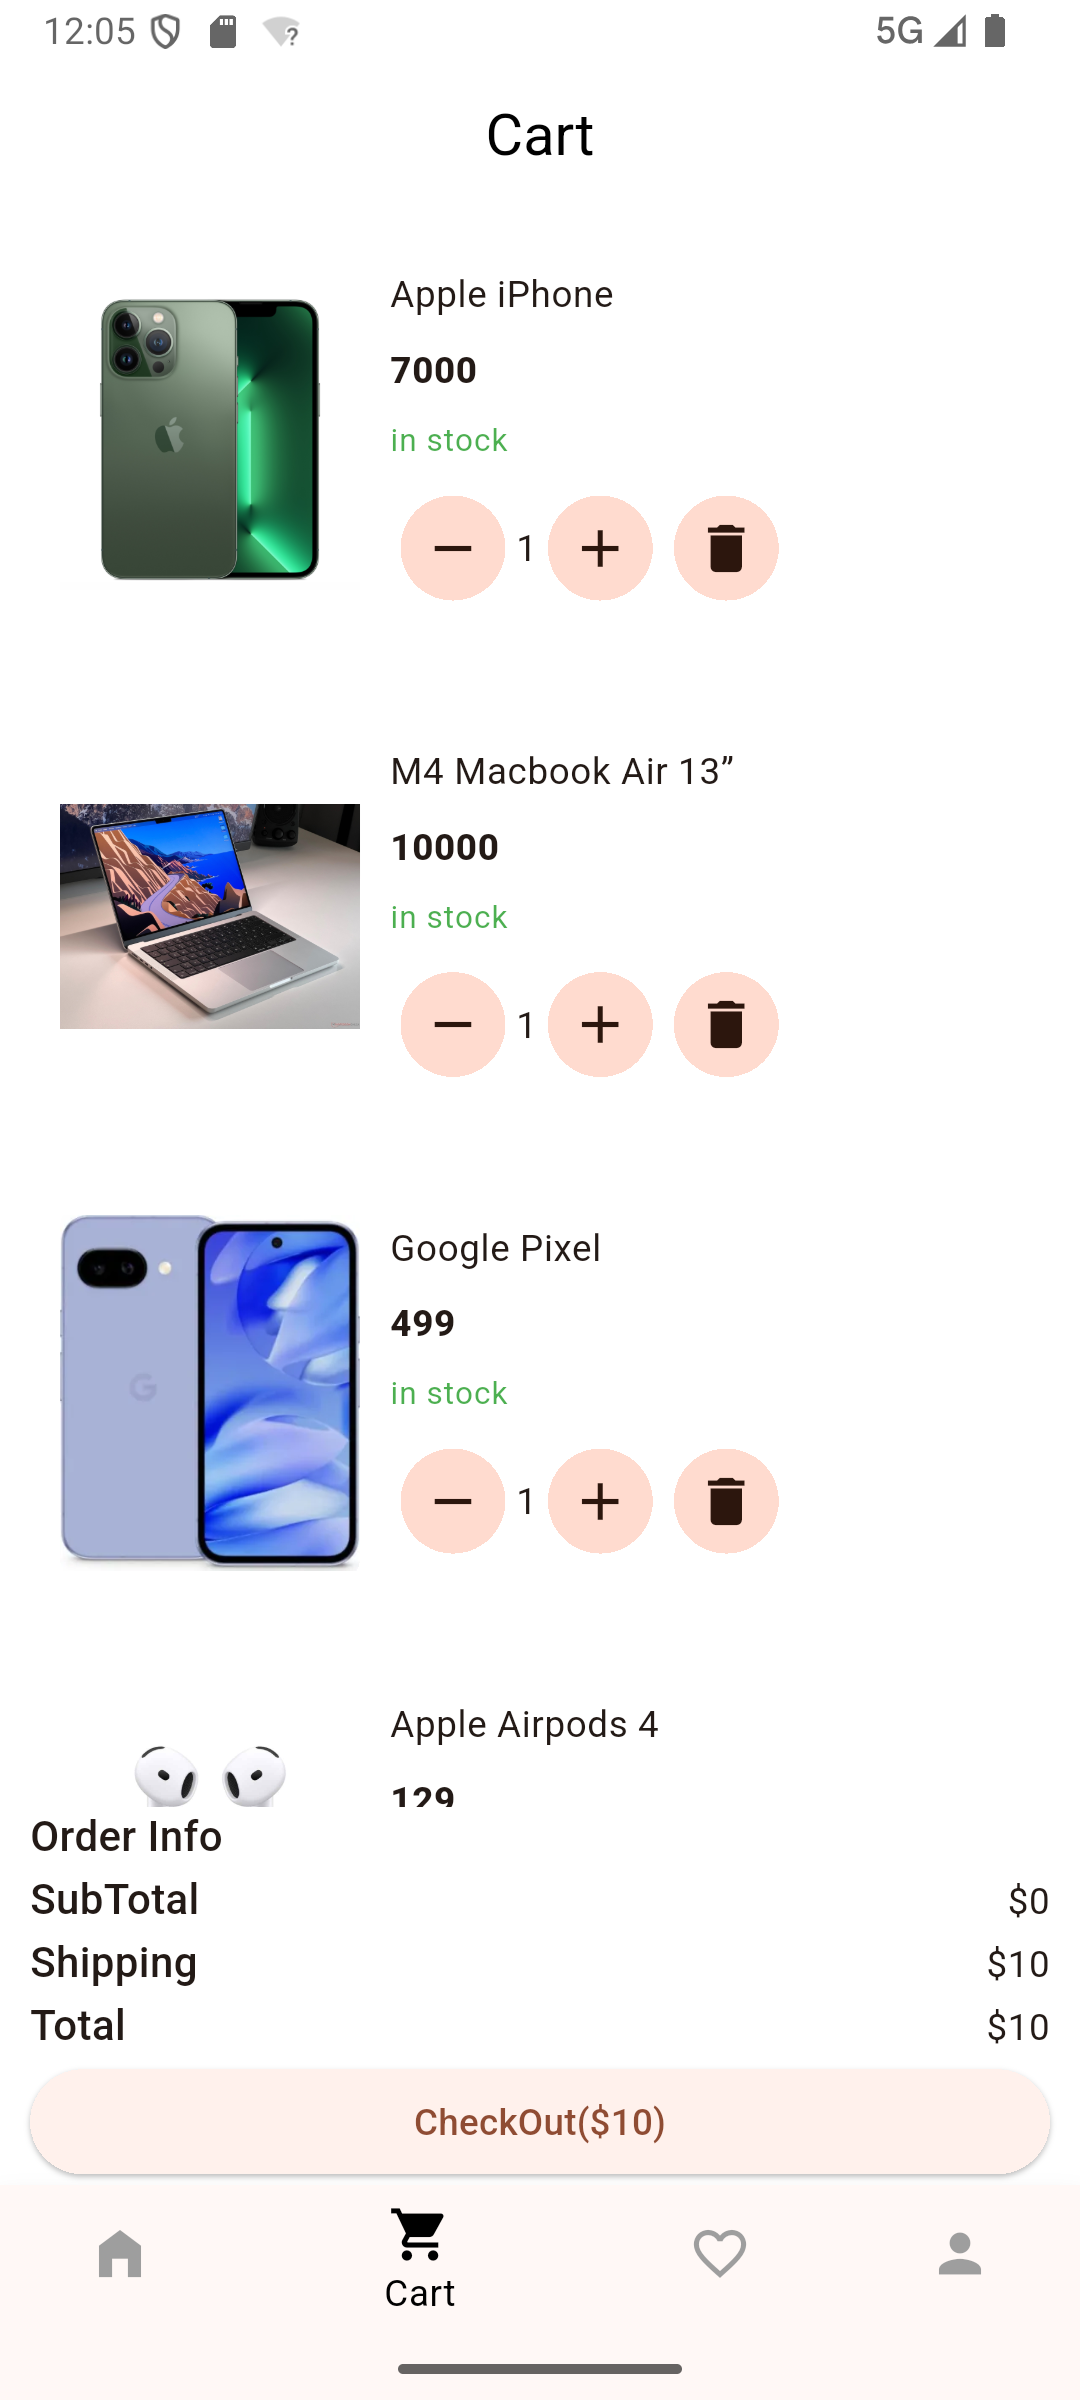 12:05
5G
Cart
Apple iPhone
7000
in stock
1
M4 Macbook Air 13”
10000
in stock
1
Google Pixel
499
in stock
1
Apple Airpods 4
129
Order Info
SubTotal $0
Shipping $10
Total $10
CheckOut($10)
Cart